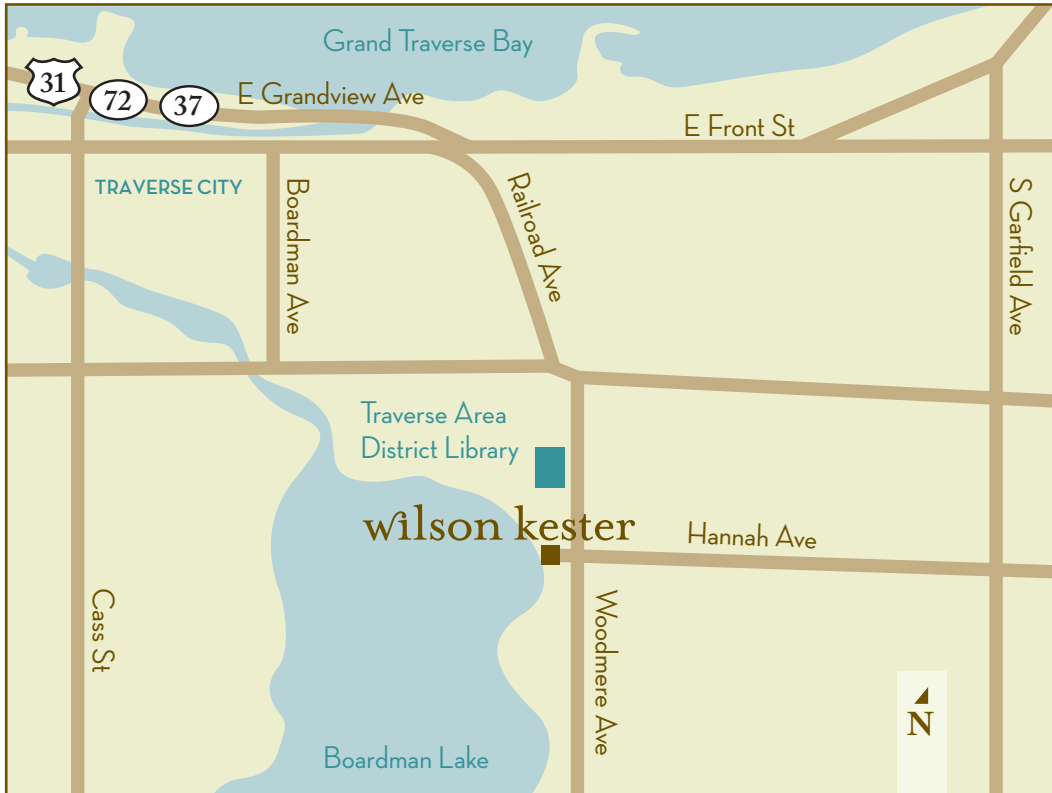 Grand Traverse Bay
31
72
37
E Grandview Ave
E Front St
TRAVERSE CITY
Boardman Ave
Railroad Ave
S Garfield Ave
Traverse Area
District Library
wilson kester
Hannah Ave
Cass St
Woodmere Ave
N
Boardman Lake